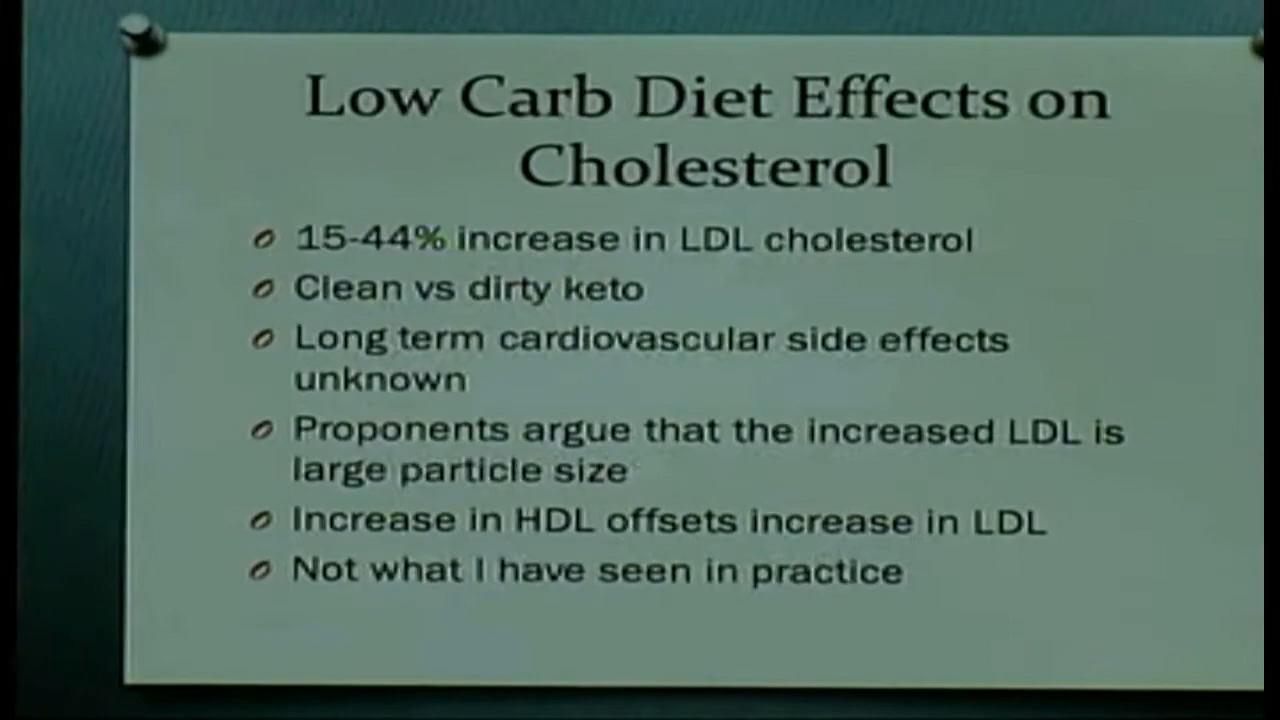 Low Carb Diet Effects on
Cholesterol
15-44% increase in LDL cholesterol
Clean vs dirty keto
Long term cardiovascular side effects
unknown
Proponents argue that the increased LDL is
large particle size
Increase in HDL offsets increase in LDL
Not what I have seen in practice